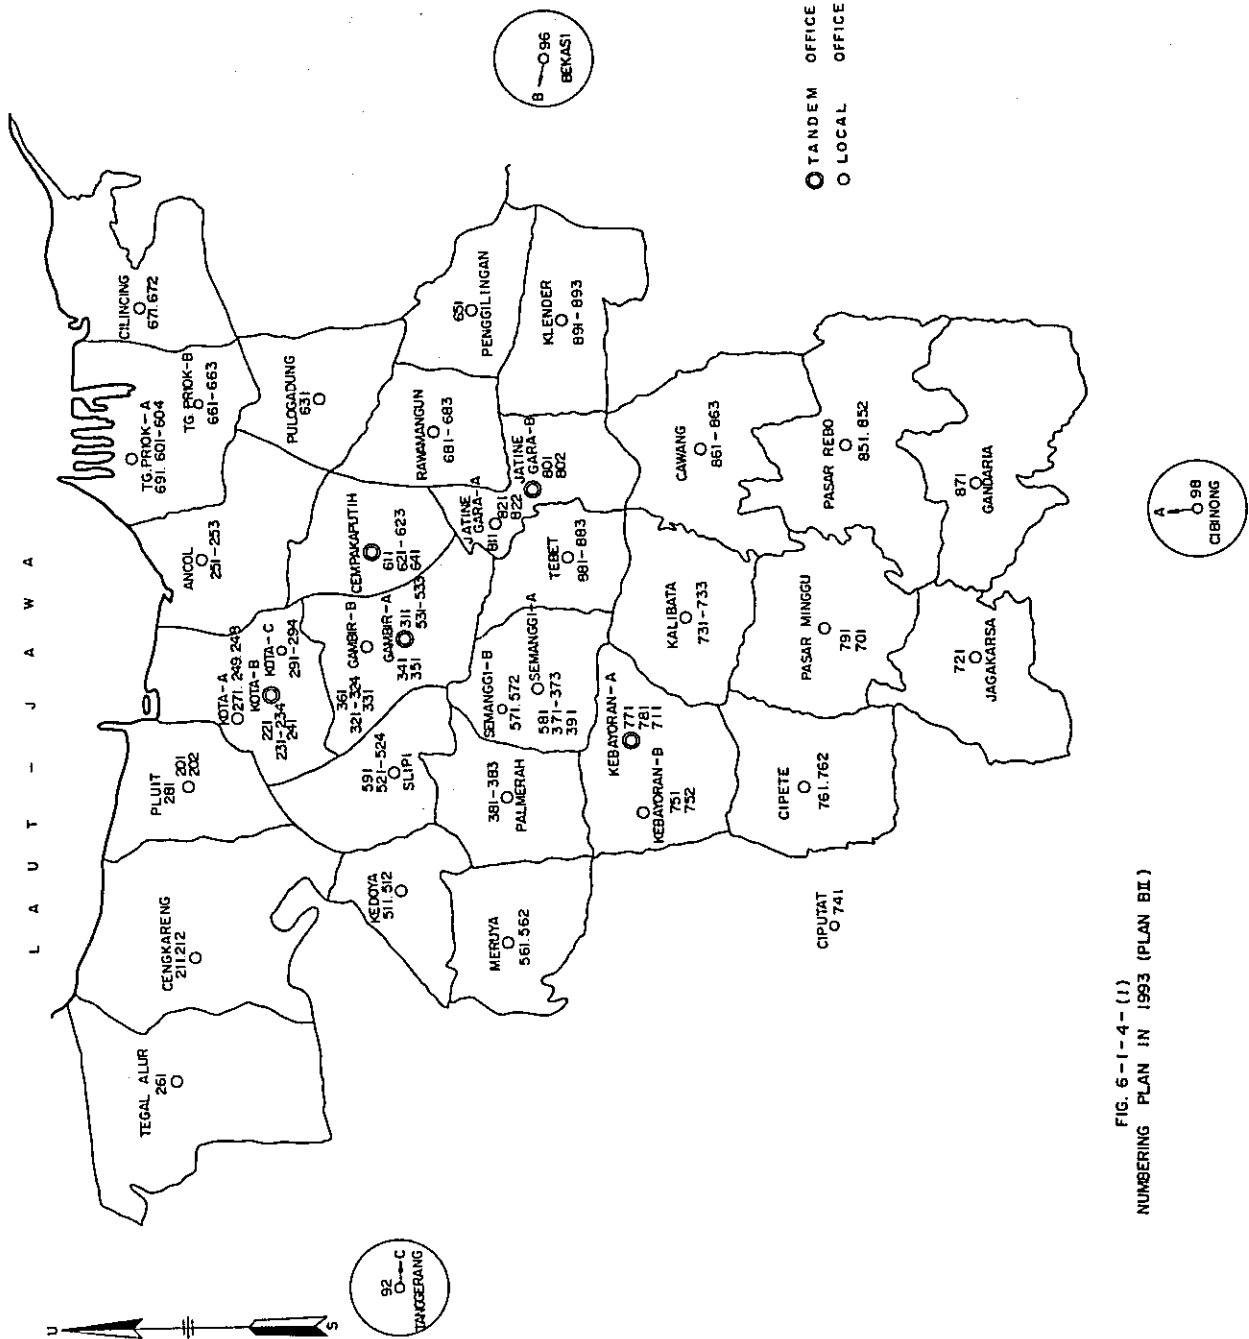 LAUT - JAWA
U
S
92
C
TANGGERANG
TEGAL ALUR
261
CENGKARENG
211.212
PLUIT
281 201
202
KOTA-A
271. 249. 248
KOTA-B
221
231-234
241
KOTA-C
291-294
ANCOL
251-253
TG. PRIOK-A
691. 601-604
TG. PRIOK-B
661-663
CILINCING
671. 672
PULOGADUNG
631
KEDOYA
511. 512
591
521-524
SLIPI
361
321-324
331
GAMBIR-B
GAMBIR-A
341
351
311
531-533
CEMPAKAPUTIH
611
621-623
641
RAWAMANGUN
681-683
651
PENGGILINGAN
MERUYA
561. 562
381-383
PALMERAH
SEMANGGI-B
571. 572
SEMANGGI-A
581
371-373
391
JATINE
GARA-A
811
821
822
JATINE
GARA-B
801
802
TEBET
881-883
KLENDER
891-893
B
96
BEKASI
KEBAYORAN-A
771
781
711
KEBAYORAN-B
751
752
KALIBATA
731-733
CAWANG
861-863
CIPUTAT
741
CIPETE
761. 762
PASAR MINGGU
791
701
PASAR REBO
851. 852
721
JAGAKARSA
871
GANDARIA
A
98
CIBINONG
TANDEM OFFICE
LOCAL OFFICE
FIG. 6-1-4-(1)
NUMBERING PLAN IN 1993 (PLAN BII)